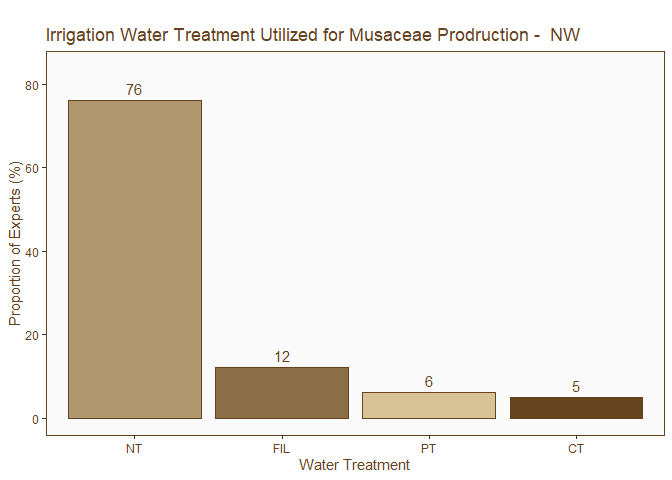 Irrigation Water Treatment Utilized for Musaceae Prodruction -  NW
Proportion of Experts (%)
80
60
40
20
0
76
12
6
5
NT
FIL
PT
CT
Water Treatment